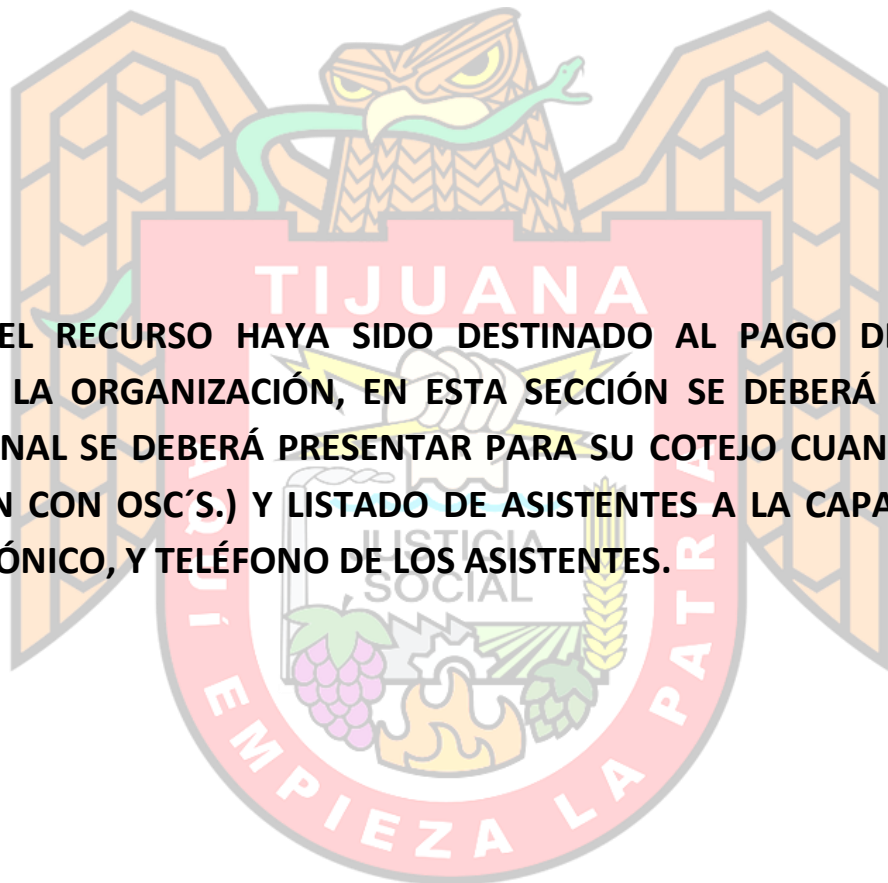 TIJUANA
EL RECURSO HAYA SIDO DESTINADO AL PAGO DE
LA ORGANIZACIÓN, EN ESTA SECCIÓN SE DEBERÁ
NAL SE DEBERÁ PRESENTAR PARA SU COTEJO CUAN
N CON OSC´S.) Y LISTADO DE ASISTENTES A LA CAPA
ÓNICO, Y TELÉFONO DE LOS ASISTENTES.
JUSTICIA
SOCIAL
AQUÍ EMPIEZA LA PATRIA